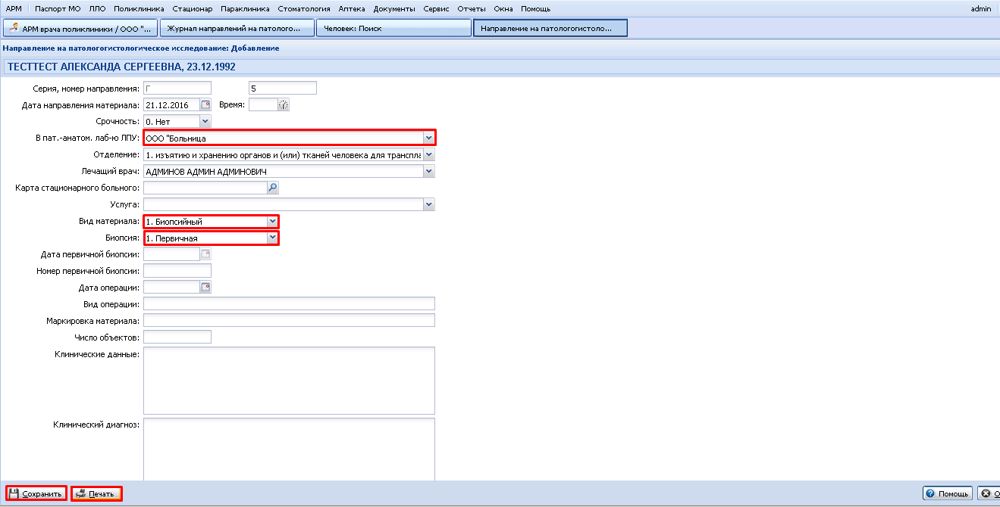 АРМ Паспорт МО ЛЛО Поликлиника Стационар Параклиника Стоматология Аптека Документы Сервис Отчеты Окна Помощь admin
АРМ врача поликлиники / ООО "... Журнал направлений на патолого... Человек: Поиск Направление на патологогистоло...
Направление на патологогистологическое исследование: Добавление
ТЕСТТЕСТ АЛЕКСАНДА СЕРГЕЕВНА, 23.12.1992
Серия, номер направления: Г 5
Дата направления материала: 21.12.2016 Время:
Срочность: 0. Нет
В пат.-анатом. лаб-ю ЛПУ: ООО "Больница
Отделение: 1. изъятию и хранению органов и (или) тканей человека для транспла
Лечащий врач: АДМИНОВ АДМИН АДМИНОВИЧ
Карта стационарного больного:
Услуга:
Вид материала: 1. Биопсийный
Биопсия: 1. Первичная
Дата первичной биопсии:
Номер первичной биопсии:
Дата операции:
Вид операции:
Маркировка материала:
Число объектов:
Клинические данные:
Клинический диагноз:
Сохранить Печать Помощь О